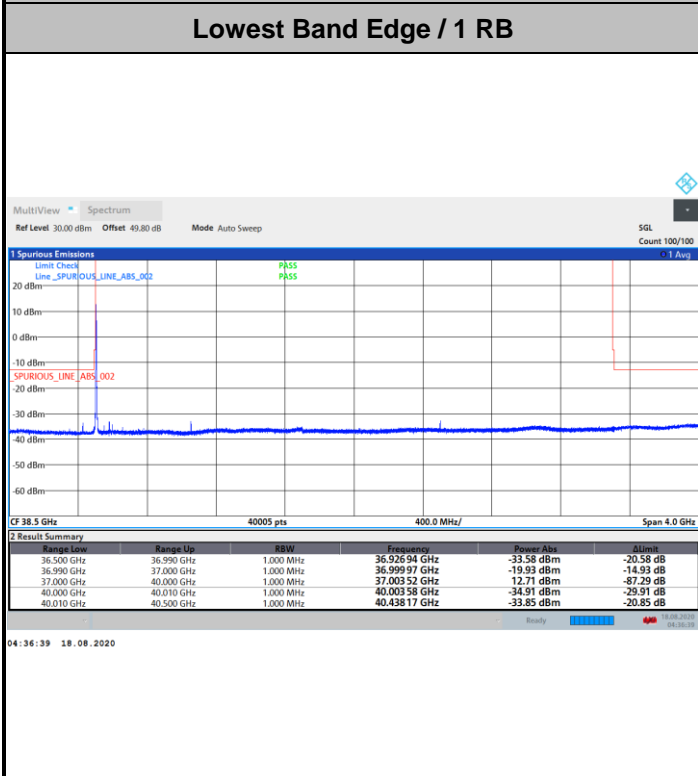 Lowest Band Edge / 1 RB
MultiView Spectrum
Ref Level 30.00 dBm Offset 49.80 dB Mode Auto Sweep SGL
Count 100/100
1 Spurious Emissions 1 Avg
Limit Check PASS
Line _SPURIOUS_LINE_ABS_002 PASS
20 dBm
10 dBm
0 dBm
-10 dBm
_SPURIOUS_LINE_ABS_002
-20 dBm
-30 dBm
-40 dBm
-50 dBm
-60 dBm
CF 38.5 GHz 40005 pts 400.0 MHz/ Span 4.0 GHz
2 Result Summary
Range Low Range Up RBW Frequency Power Abs ΔLimit
36.500 GHz 36.990 GHz 1.000 MHz 36.926 94 GHz -33.58 dBm -20.58 dB
36.990 GHz 37.000 GHz 1.000 MHz 36.999 97 GHz -19.93 dBm -14.93 dB
37.000 GHz 40.000 GHz 1.000 MHz 37.003 52 GHz 12.71 dBm -87.29 dB
40.000 GHz 40.010 GHz 1.000 MHz 40.003 58 GHz -34.91 dBm -29.91 dB
40.010 GHz 40.500 GHz 1.000 MHz 40.438 17 GHz -33.85 dBm -20.85 dB
Ready 18.08.2020
04:36:39
04:36:39 18.08.2020